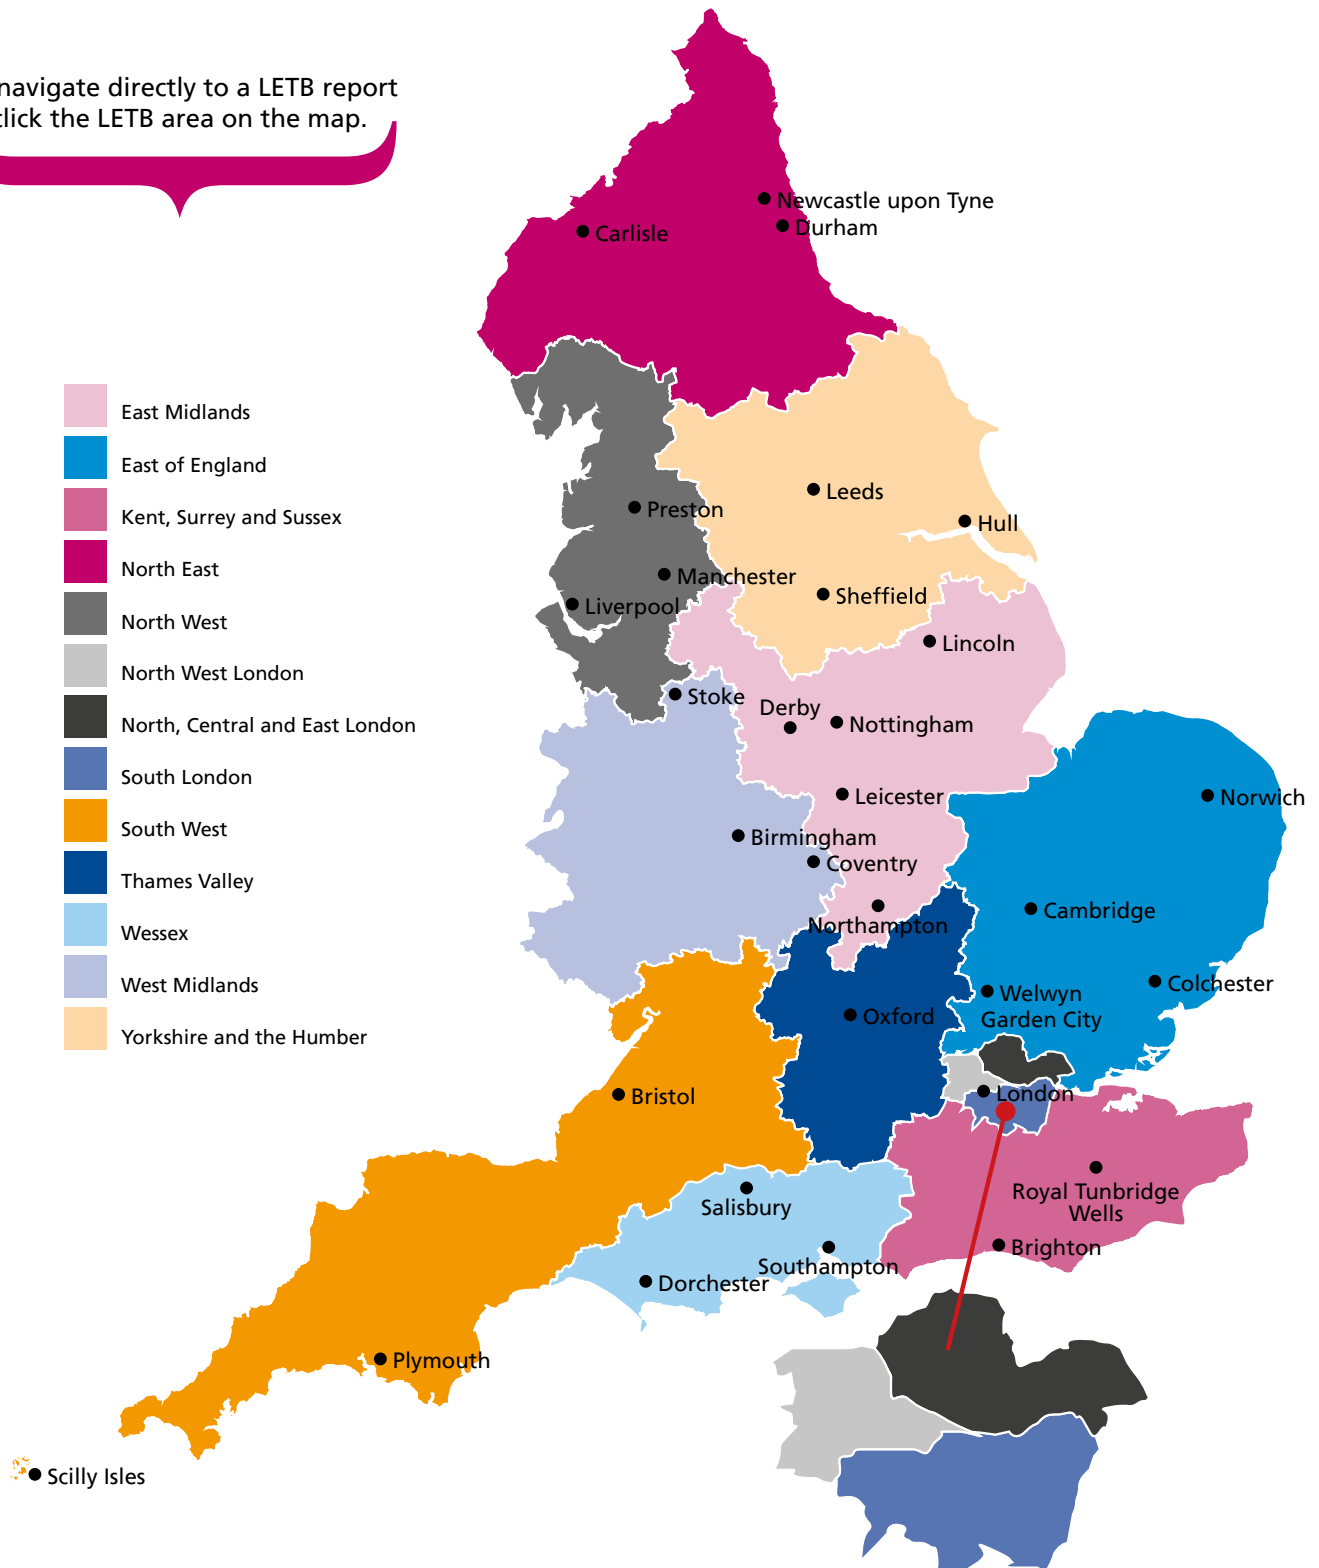 navigate directly to a LETB report
click the LETB area on the map.
Newcastle upon Tyne
Durham
Carlisle
East Midlands
East of England
Kent, Surrey and Sussex
North East
North West
North West London
North, Central and East London
South London
South West
Thames Valley
Wessex
West Midlands
Yorkshire and the Humber
Leeds
Preston
Hull
Manchester
Sheffield
Liverpool
Lincoln
Stoke
Derby
Nottingham
Leicester
Norwich
Birmingham
Coventry
Cambridge
Northampton
Colchester
Welwyn
Garden City
Oxford
London
Bristol
Royal Tunbridge
Wells
Salisbury
Brighton
Southampton
Dorchester
Plymouth
Scilly Isles